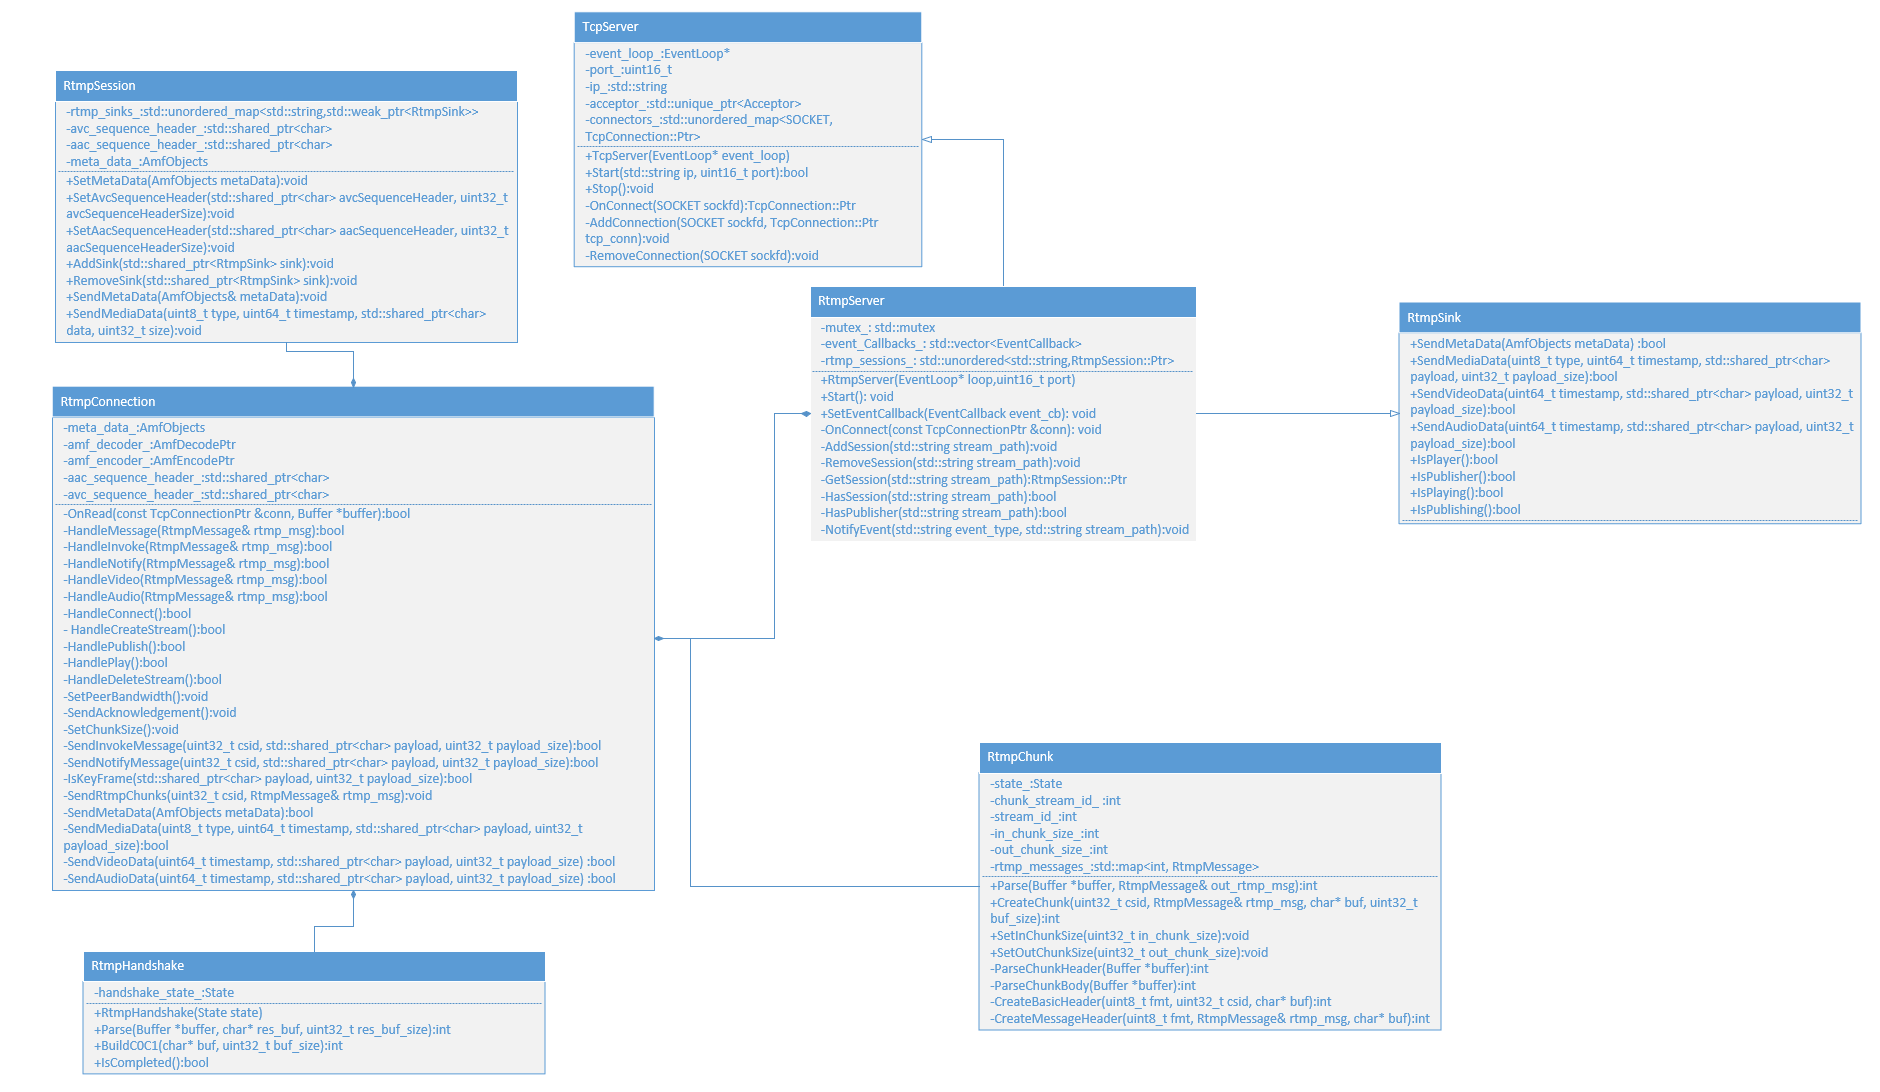 TcpServer
-event_loop_:EventLoop*
-port_:uint16_t
-ip_:std::string
-acceptor_:std::unique_ptr<Acceptor>
-connectors_:std::unordered_map<SOCKET,
TcpConnection::Ptr>
+TcpServer(EventLoop* event_loop)
+Start(std::string ip, uint16_t port):bool
+Stop():void
-OnConnect(SOCKET sockfd):TcpConnection::Ptr
-AddConnection(SOCKET sockfd, TcpConnection::Ptr
tcp_conn):void
-RemoveConnection(SOCKET sockfd):void
RtmpSession
-rtmp_sinks_:std::unordered_map<std::string,std::weak_ptr<RtmpSink>>
-avc_sequence_header_:std::shared_ptr<char>
-aac_sequence_header_:std::shared_ptr<char>
-meta_data_:AmfObjects
+SetMetaData(AmfObjects metaData):void
+SetAvcSequenceHeader(std::shared_ptr<char> avcSequenceHeader, uint32_t
avcSequenceHeaderSize):void
+SetAacSequenceHeader(std::shared_ptr<char> aacSequenceHeader, uint32_t
aacSequenceHeaderSize):void
+AddSink(std::shared_ptr<RtmpSink> sink):void
+RemoveSink(std::shared_ptr<RtmpSink> sink):void
+SendMetaData(AmfObjects& metaData):void
+SendMediaData(uint8_t type, uint64_t timestamp, std::shared_ptr<char>
data, uint32_t size):void
RtmpServer
-mutex_: std::mutex
-event_Callbacks_: std::vector<EventCallback>
-rtmp_sessions_: std::unordered<std::string,RtmpSession::Ptr>
+RtmpServer(EventLoop* loop,uint16_t port)
+Start(): void
+SetEventCallback(EventCallback event_cb): void
-OnConnect(const TcpConnectionPtr &conn): void
-AddSession(std::string stream_path):void
-RemoveSession(std::string stream_path):void
-GetSession(std::string stream_path):RtmpSession::Ptr
-HasSession(std::string stream_path):bool
-HasPublisher(std::string stream_path):bool
-NotifyEvent(std::string event_type, std::string stream_path):void
RtmpSink
+SendMetaData(AmfObjects metaData) :bool
+SendMediaData(uint8_t type, uint64_t timestamp, std::shared_ptr<char>
payload, uint32_t payload_size):bool
+SendVideoData(uint64_t timestamp, std::shared_ptr<char> payload, uint32_t
payload_size):bool
+SendAudioData(uint64_t timestamp, std::shared_ptr<char> payload, uint32_t
payload_size):bool
+IsPlayer():bool
+IsPublisher():bool
+IsPlaying():bool
+IsPublishing():bool
RtmpConnection
-meta_data_:AmfObjects
-amf_decoder_:AmfDecodePtr
-amf_encoder_:AmfEncodePtr
-aac_sequence_header_:std::shared_ptr<char>
-avc_sequence_header_:std::shared_ptr<char>
-OnRead(const TcpConnectionPtr &conn, Buffer *buffer):bool
-HandleMessage(RtmpMessage& rtmp_msg):bool
-HandleInvoke(RtmpMessage& rtmp_msg):bool
-HandleNotify(RtmpMessage& rtmp_msg):bool
-HandleVideo(RtmpMessage& rtmp_msg):bool
-HandleAudio(RtmpMessage& rtmp_msg):bool
-HandleConnect():bool
- HandleCreateStream():bool
-HandlePublish():bool
-HandlePlay():bool
-HandleDeleteStream():bool
-SetPeerBandwidth():void
-SendAcknowledgement():void
-SetChunkSize():void
-SendInvokeMessage(uint32_t csid, std::shared_ptr<char> payload, uint32_t payload_size):bool
-SendNotifyMessage(uint32_t csid, std::shared_ptr<char> payload, uint32_t payload_size):bool
-IsKeyFrame(std::shared_ptr<char> payload, uint32_t payload_size):bool
-SendRtmpChunks(uint32_t csid, RtmpMessage& rtmp_msg):void
-SendMetaData(AmfObjects metaData):bool
-SendMediaData(uint8_t type, uint64_t timestamp, std::shared_ptr<char> payload, uint32_t
payload_size):bool
-SendVideoData(uint64_t timestamp, std::shared_ptr<char> payload, uint32_t payload_size) :bool
-SendAudioData(uint64_t timestamp, std::shared_ptr<char> payload, uint32_t payload_size) :bool
RtmpChunk
-state_:State
-chunk_stream_id_ :int
-stream_id_:int
-in_chunk_size_:int
-out_chunk_size_:int
-rtmp_messages_:std::map<int, RtmpMessage>
+Parse(Buffer *buffer, RtmpMessage& out_rtmp_msg):int
+CreateChunk(uint32_t csid, RtmpMessage& rtmp_msg, char* buf, uint32_t
buf_size):int
+SetInChunkSize(uint32_t in_chunk_size):void
+SetOutChunkSize(uint32_t out_chunk_size):void
-ParseChunkHeader(Buffer *buffer):int
-ParseChunkBody(Buffer *buffer):int
-CreateBasicHeader(uint8_t fmt, uint32_t csid, char* buf):int
-CreateMessageHeader(uint8_t fmt, RtmpMessage& rtmp_msg, char* buf):int
RtmpHandshake
-handshake_state_:State
+RtmpHandshake(State state)
+Parse(Buffer *buffer, char* res_buf, uint32_t res_buf_size):int
+BuildC0C1(char* buf, uint32_t buf_size):int
+IsCompleted():bool